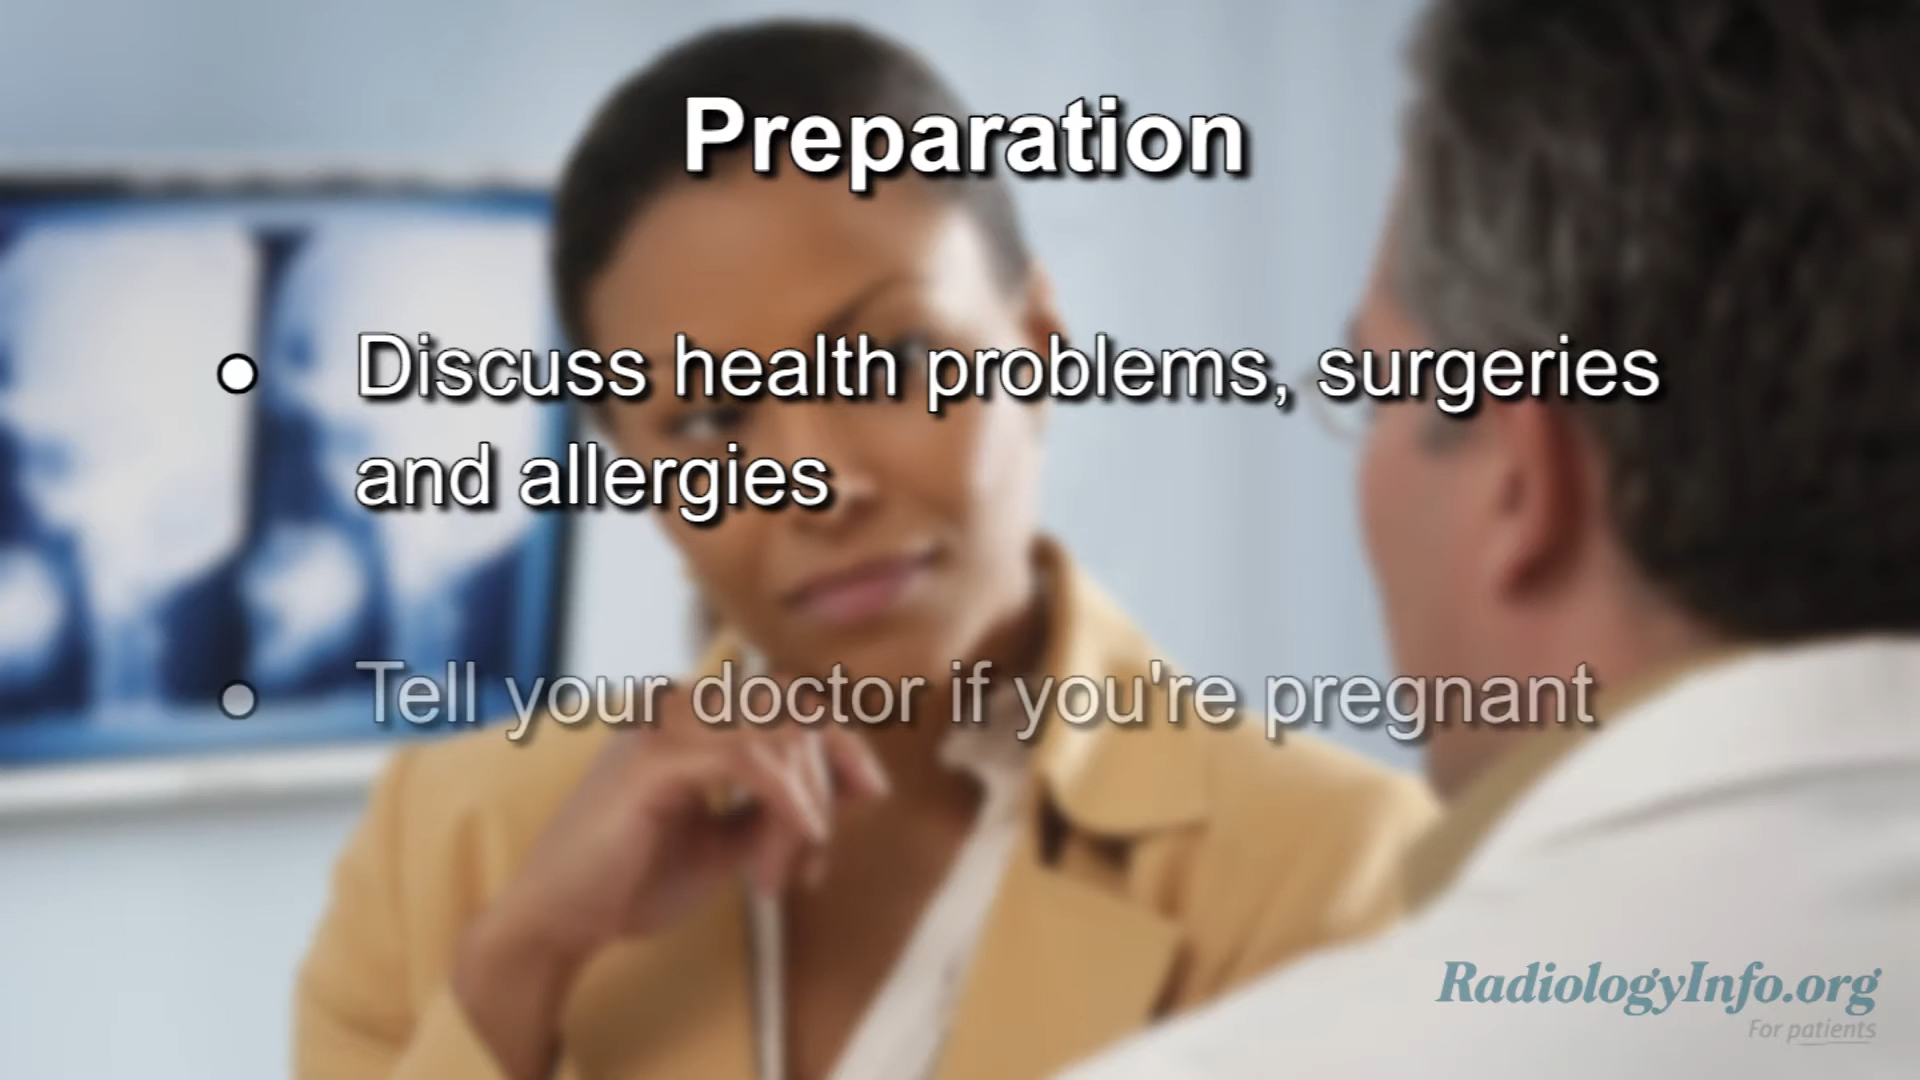 Preparation
Discuss health problems, surgeries
and allergies
Tell your doctor if you're pregnant
RadiologyInfo.org
For patients